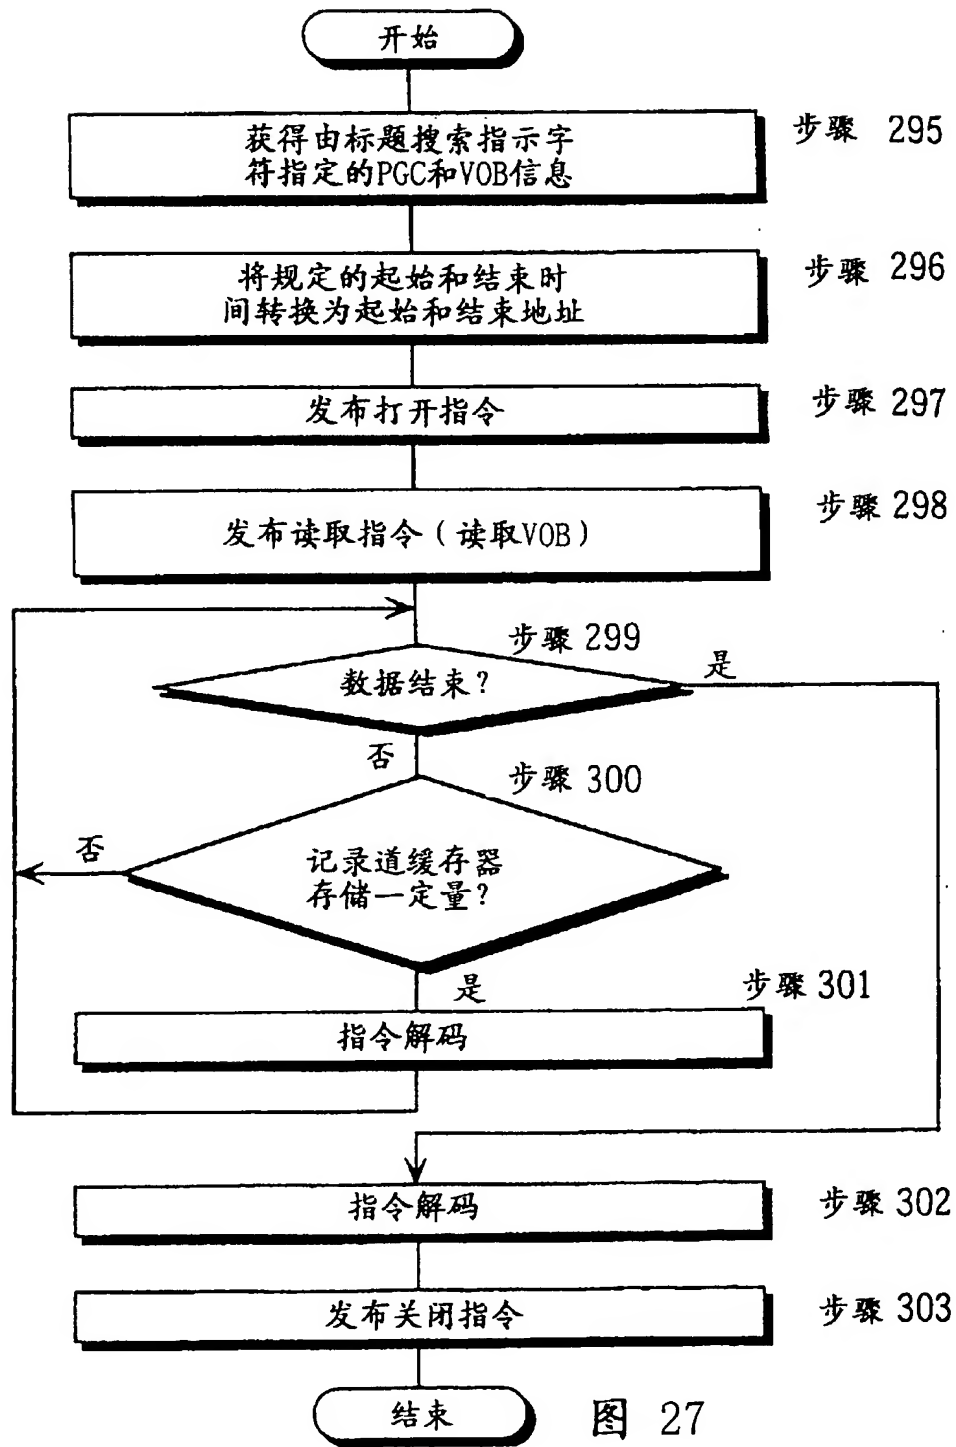 开始
获得由标题搜索指示字
符指定的PGC和VOB信息
步骤 295
将规定的起始和结束时
间转换为起始和结束地址
步骤 296
发布打开指令
步骤 297
发布读取指令(读取VOB)
步骤 298
步骤 299
数据结束?
是
否
步骤 300
记录道缓存器
存储一定量?
否
是
步骤 301
指令解码
指令解码
步骤 302
发布关闭指令
步骤 303
结束
图 27